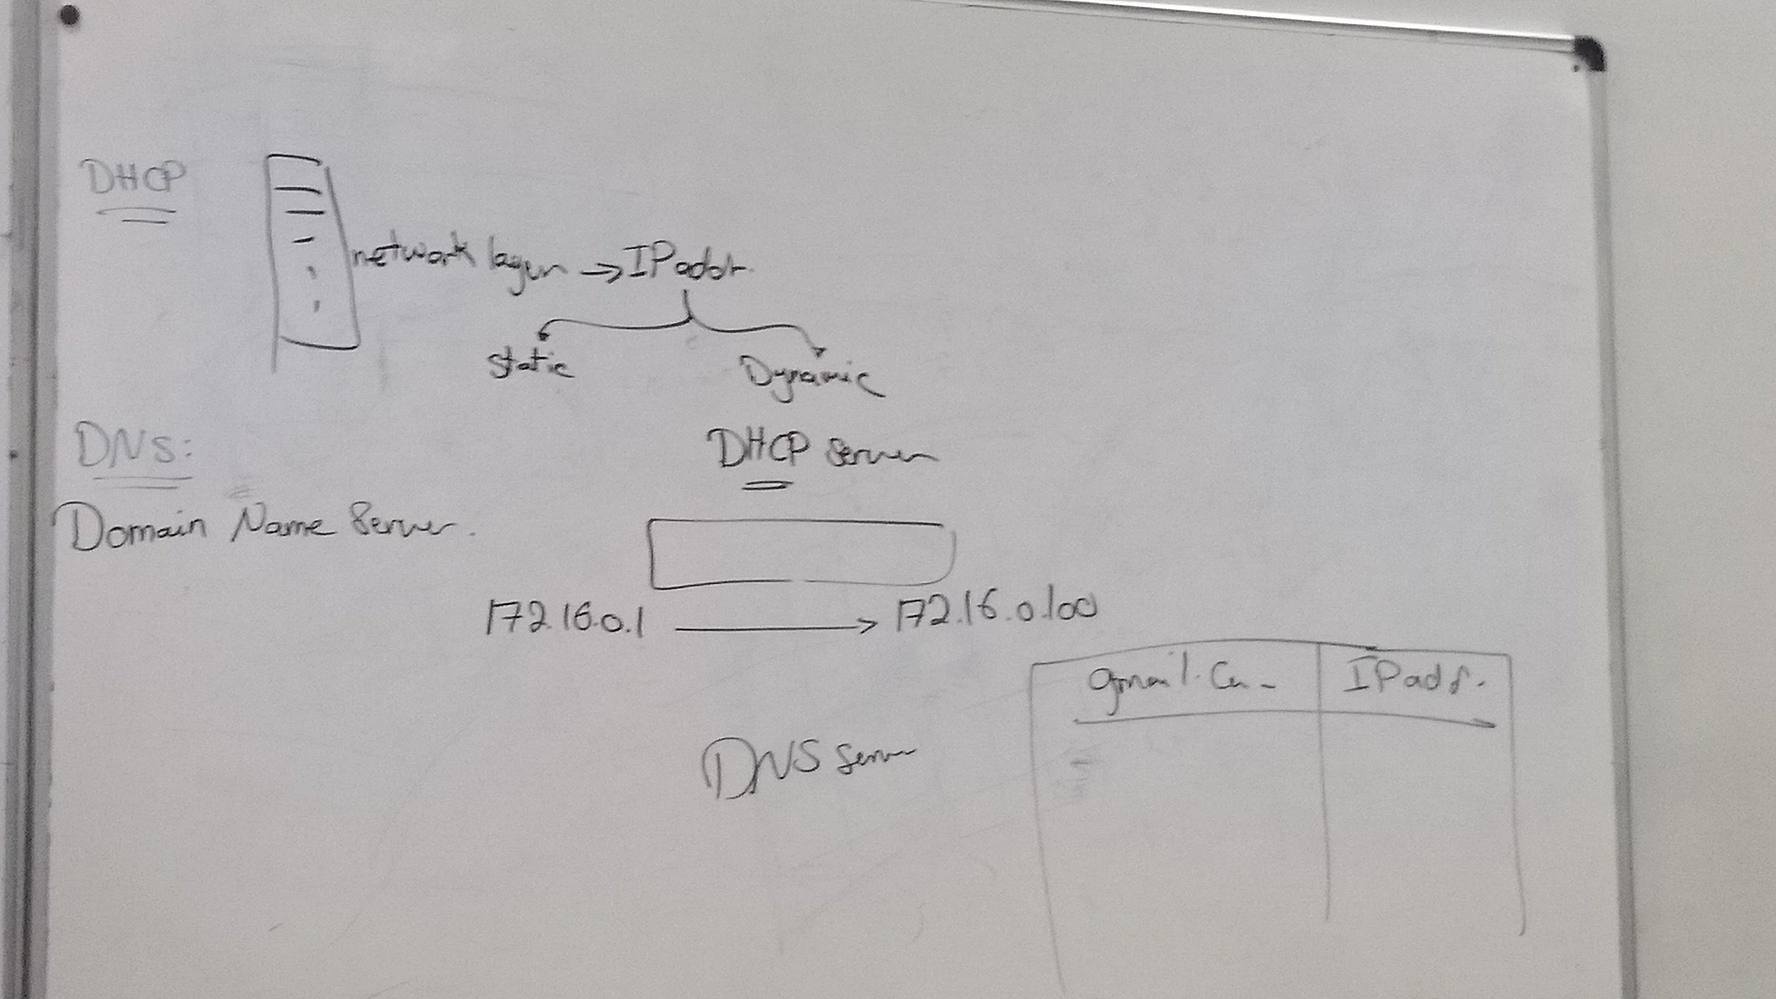 DHCP
network layer → IP addr.
Static
Dynamic
DNS:
DHCP Server
Domain Name Server.
172.16.0.1 → 172.16.0.100
gmail.com
IP addr.
DNS Server